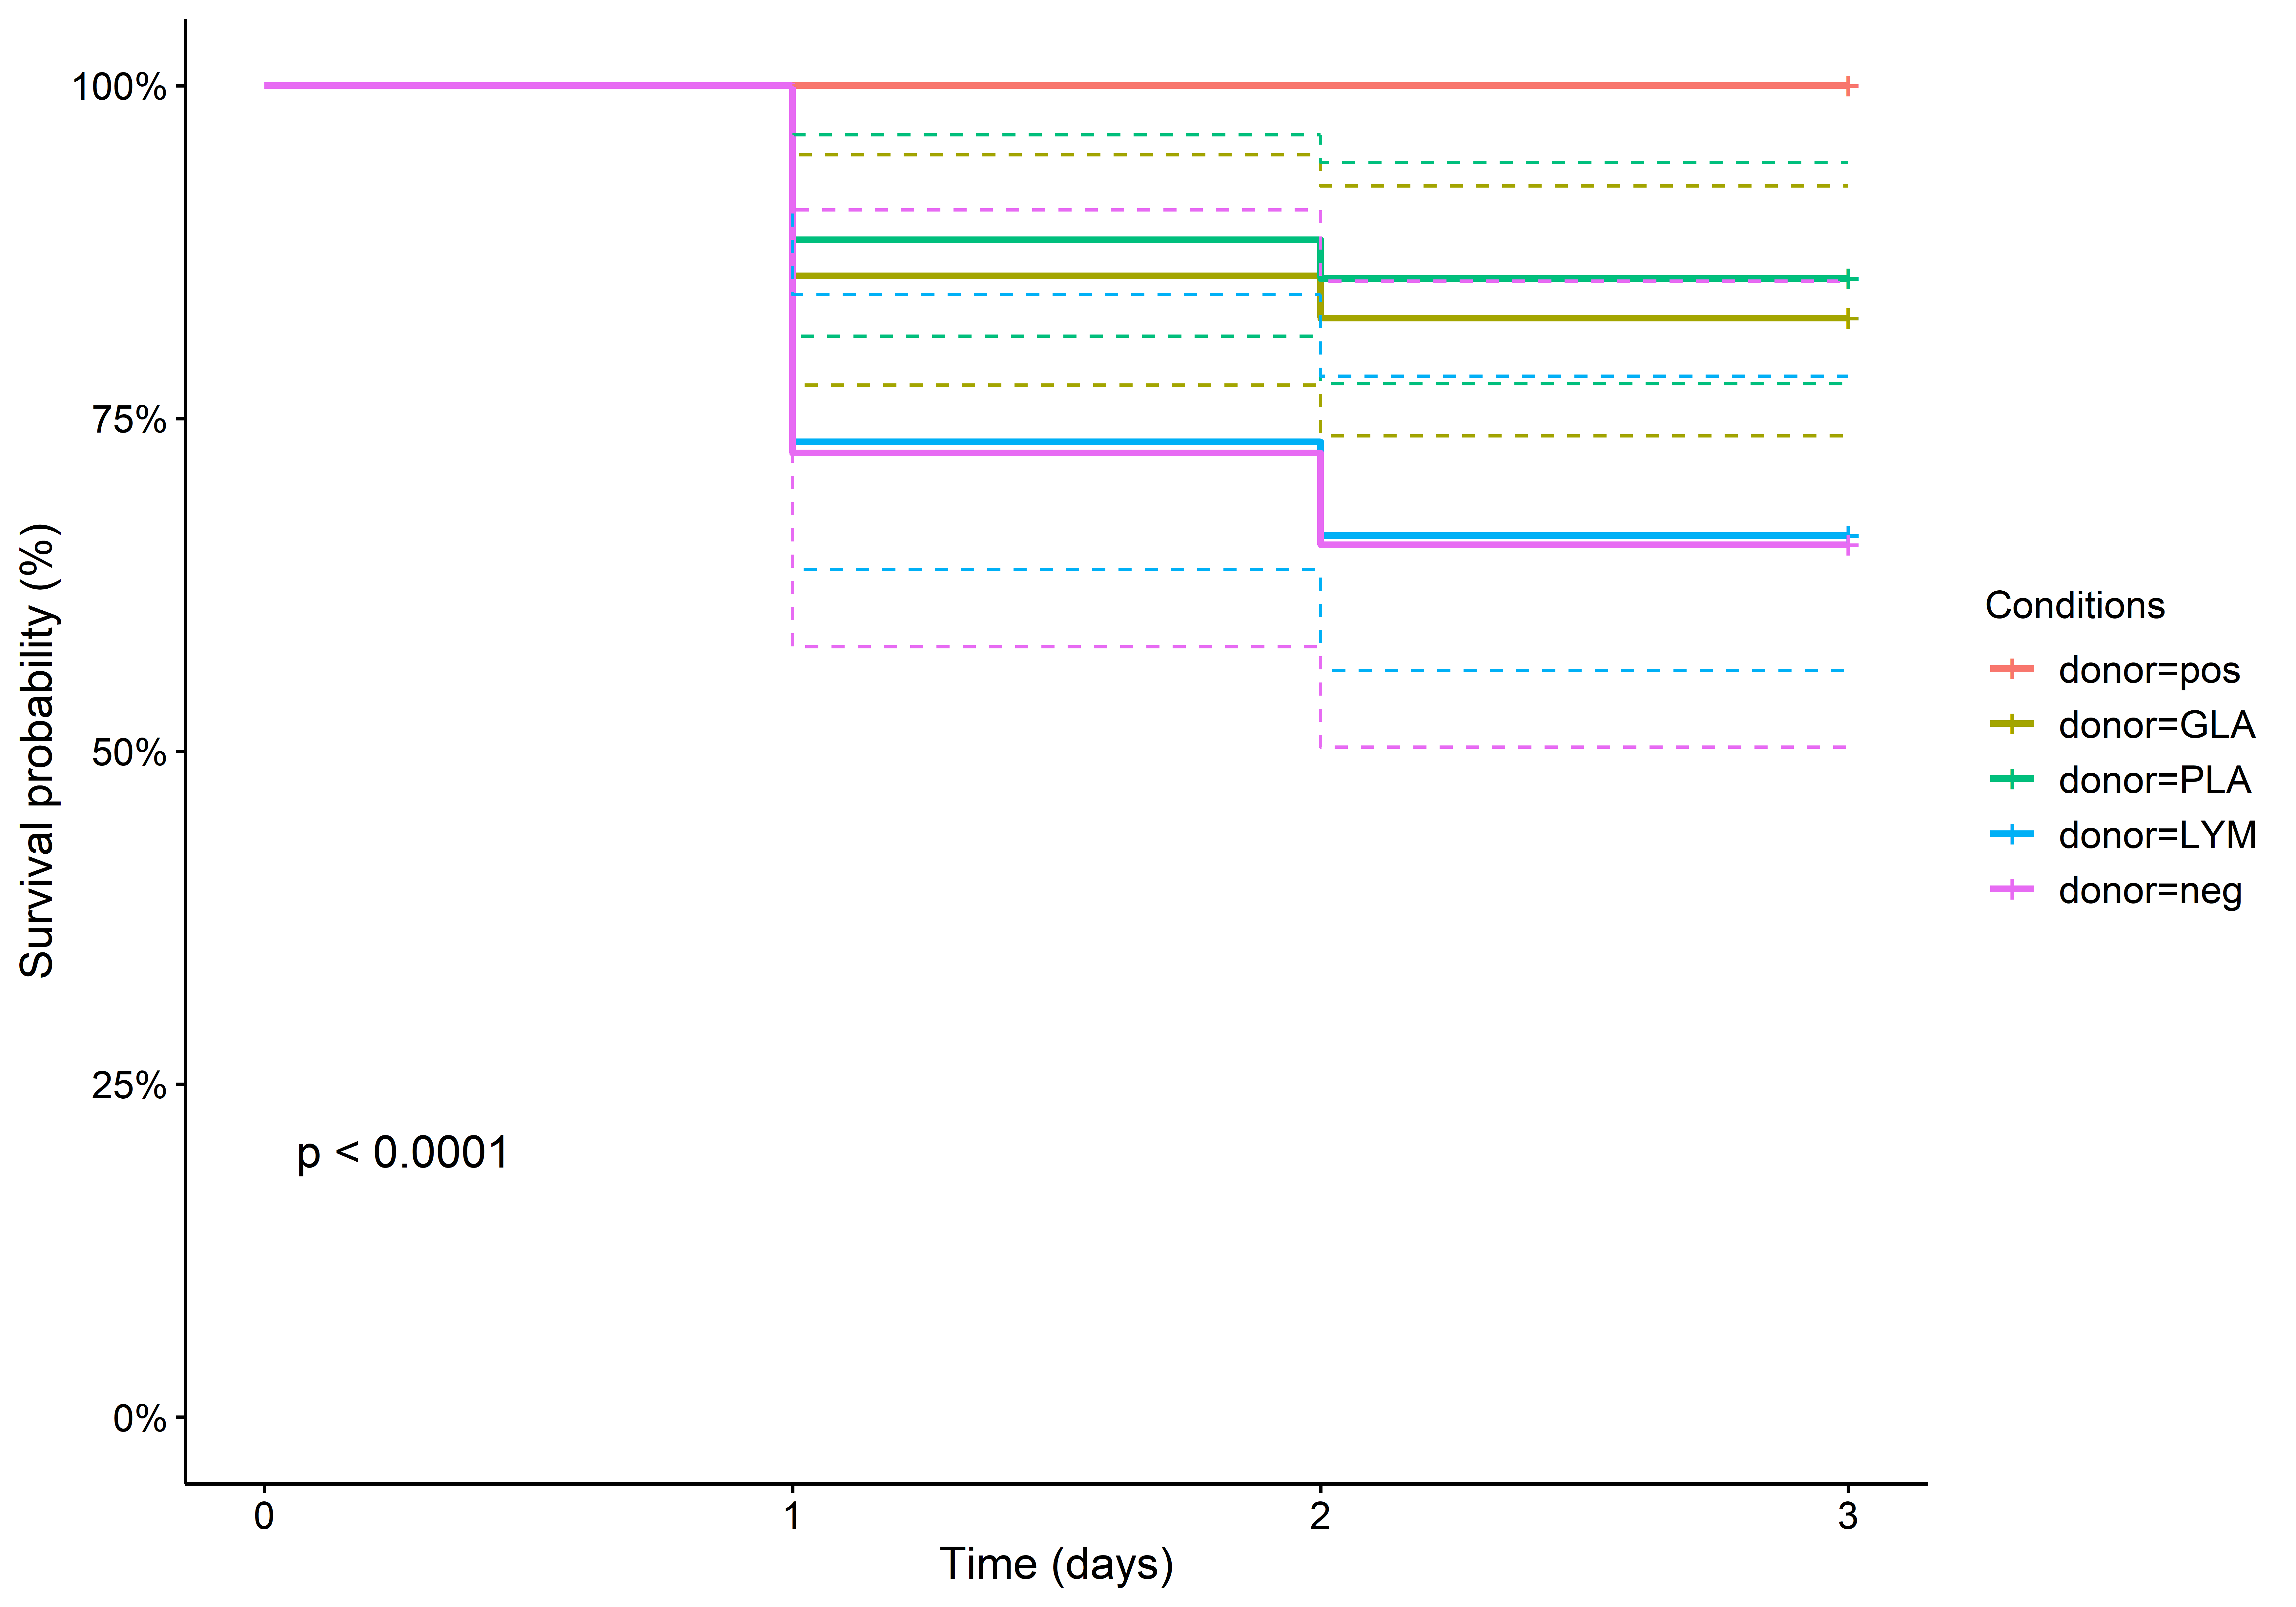 Survival probability (%)
100%
75%
50%
25%
0%
p < 0.0001
0 1 2 3
Time (days)
Conditions
donor=pos
donor=GLA
donor=PLA
donor=LYM
donor=neg